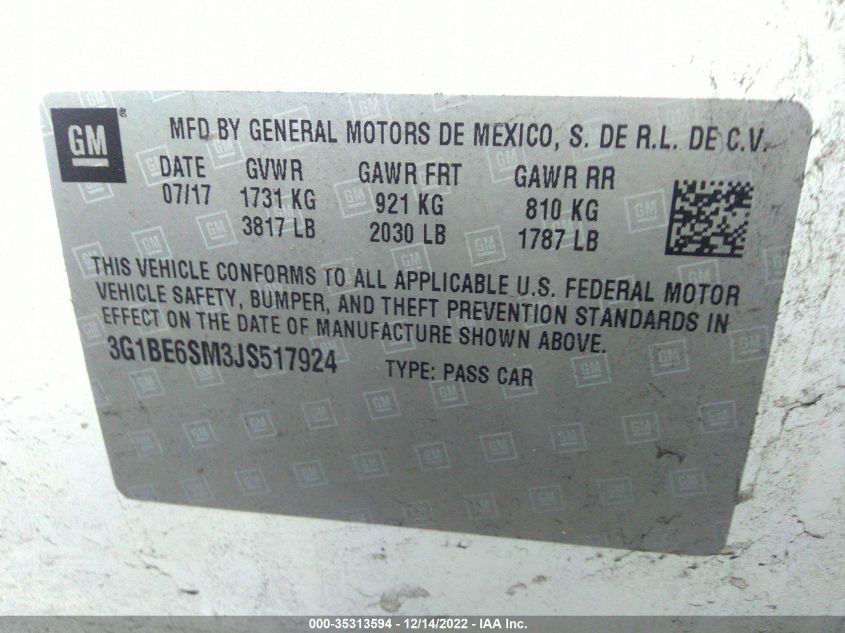 GM ®
MFD BY GENERAL MOTORS DE MEXICO, S. DE R.L. DE C.V.
DATE GVWR GAWR FRT GAWR RR
07/17 1731 KG 921 KG 810 KG
3817 LB 2030 LB 1787 LB
THIS VEHICLE CONFORMS TO ALL APPLICABLE U.S. FEDERAL MOTOR
VEHICLE SAFETY, BUMPER, AND THEFT PREVENTION STANDARDS IN
EFFECT ON THE DATE OF MANUFACTURE SHOWN ABOVE.
3G1BE6SM3JS517924 TYPE: PASS CAR
000-35313594 - 12/14/2022 - IAA Inc.